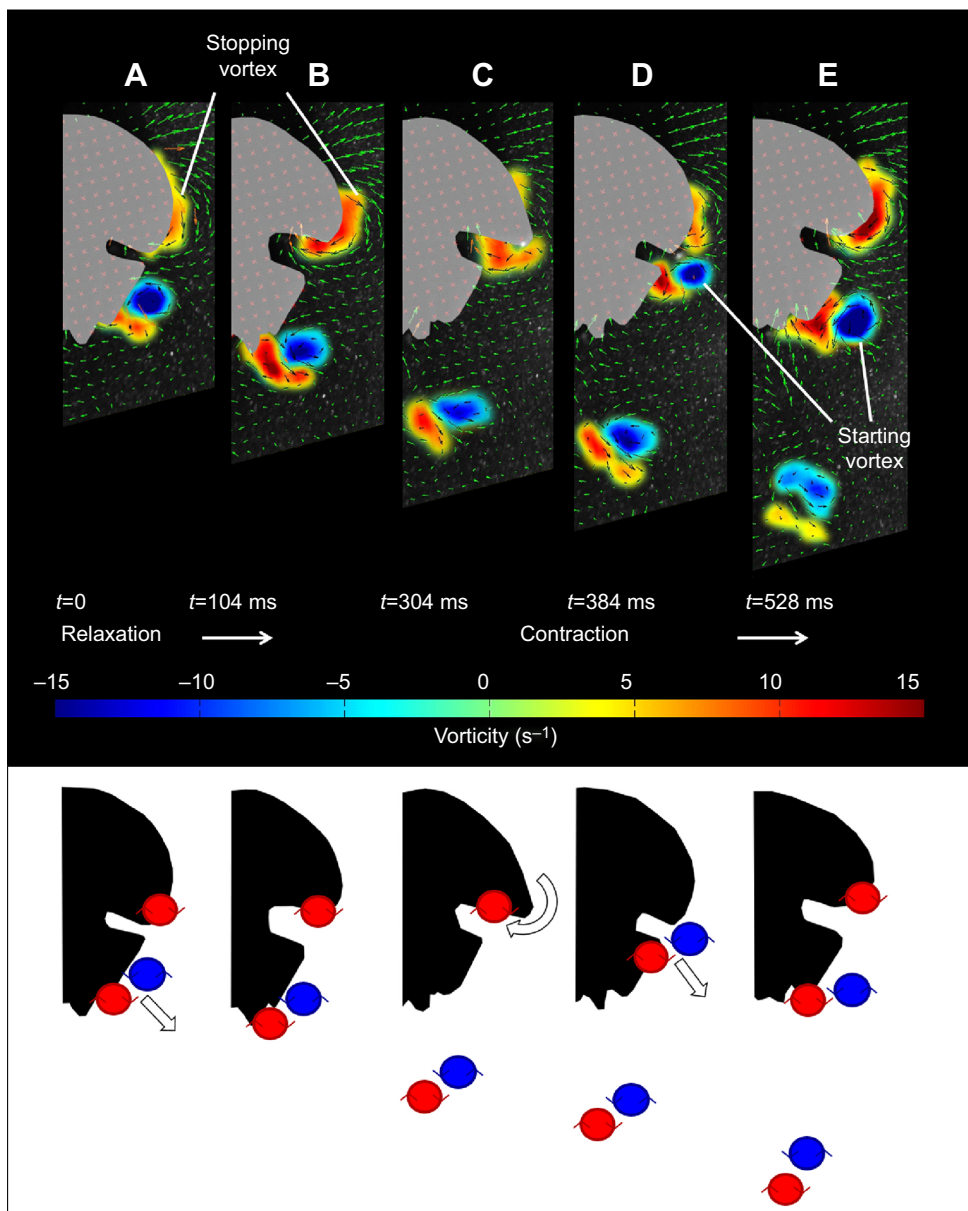 Stopping
vortex
A B C D E
Starting
vortex
t=0 t=104 ms t=304 ms t=384 ms t=528 ms
Relaxation Contraction
–15 –10 –5 0 5 10 15
Vorticity (s⁻¹)